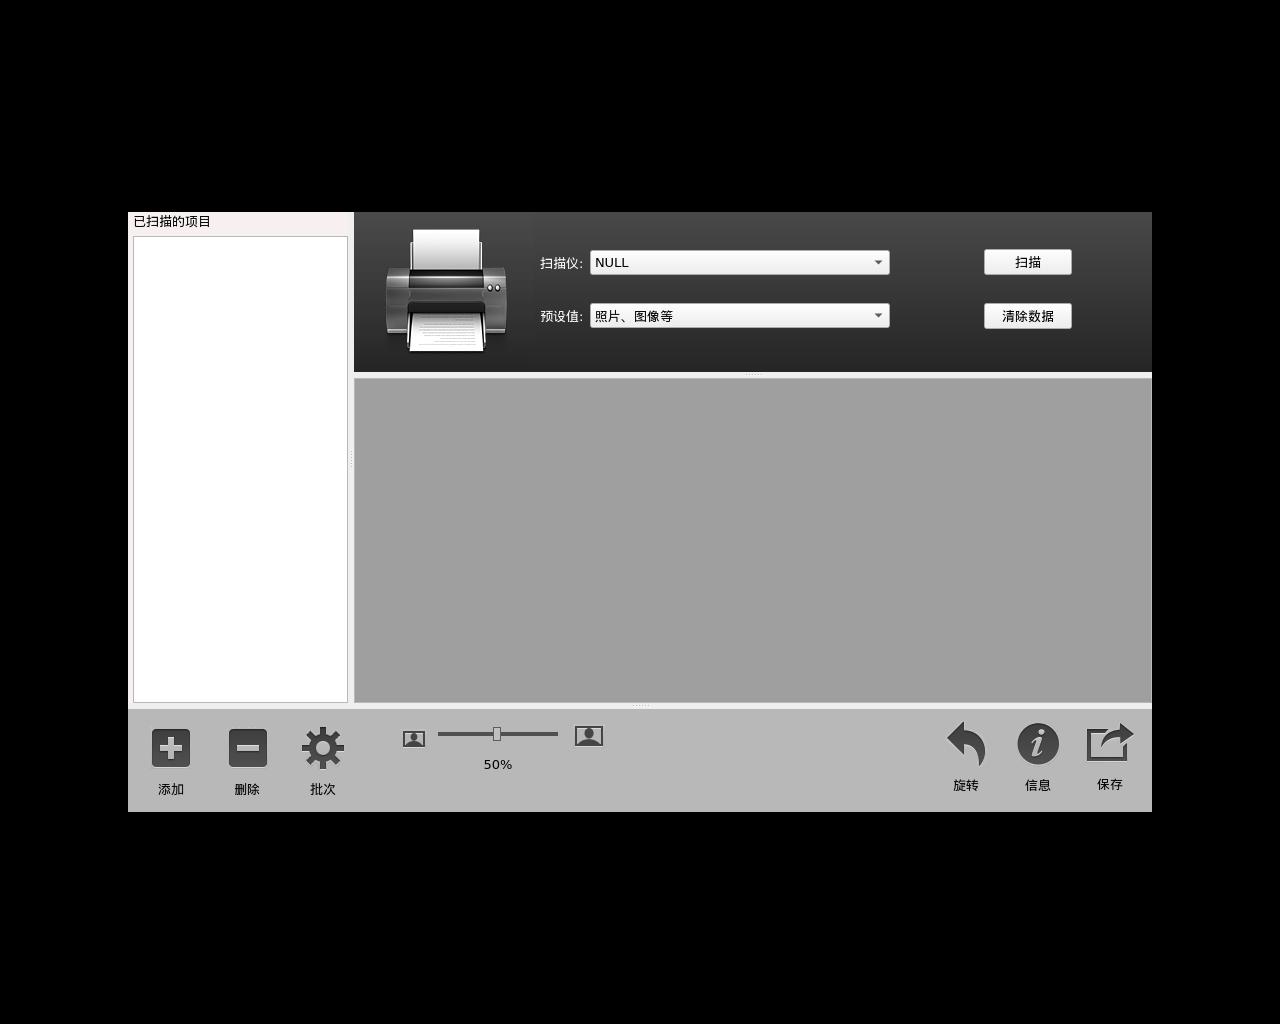 已扫描的项目
扫描仪: NULL 扫描
预设值: 照片、图像等 清除数据
50%
添加 删除 批次 旋转 信息 保存